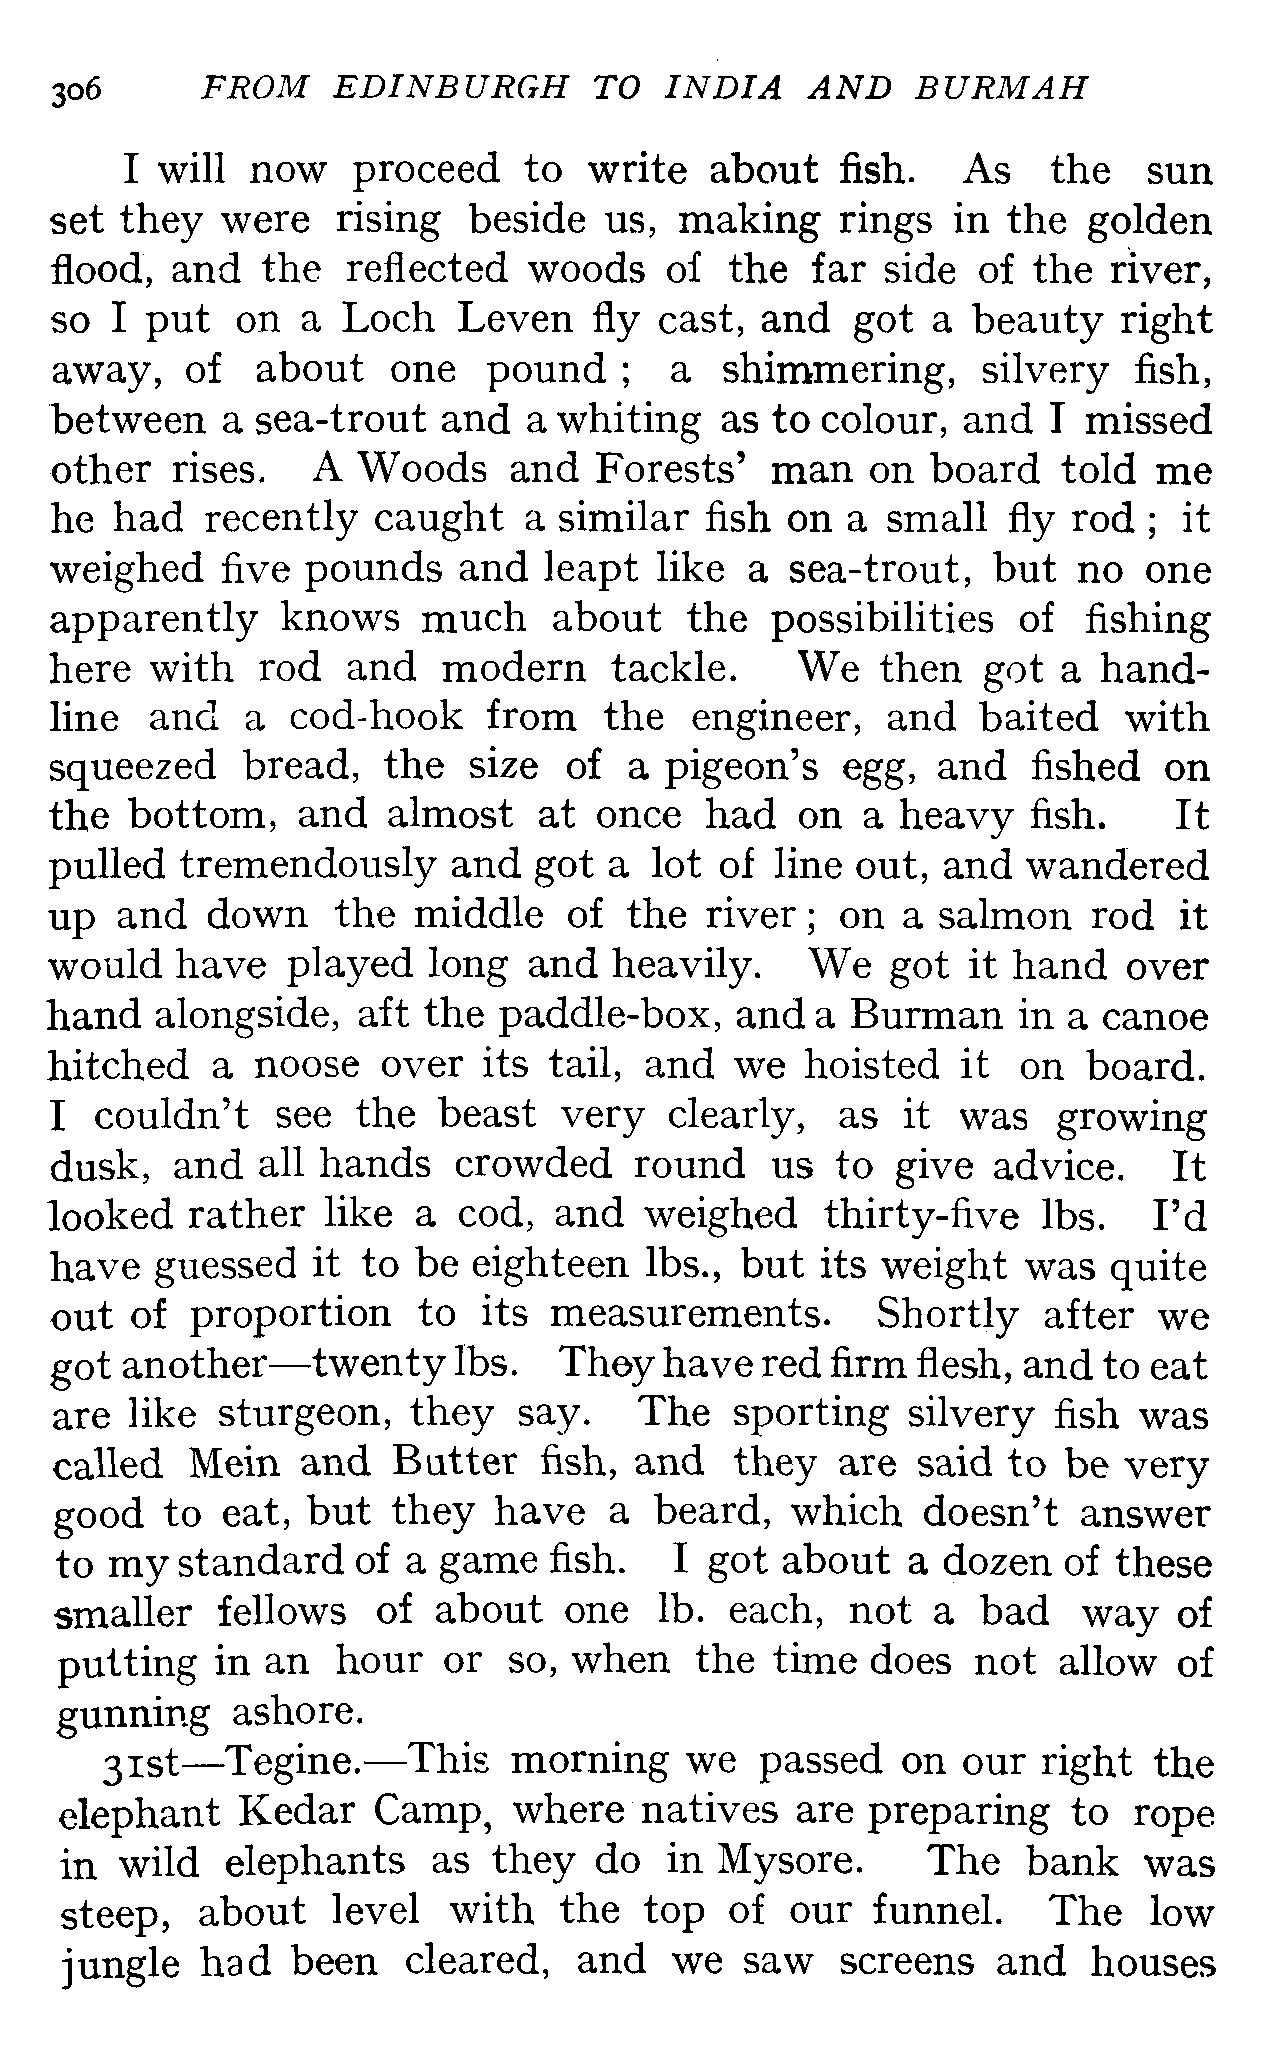 306 FROM EDINBURGH TO INDIA AND BURMAH
I will now proceed to write about fish. As the sun
set they were rising beside us, making rings in the golden
flood, and the reflected woods of the far side of the river,
so I put on a Loch Leven fly cast, and got a beauty right
away, of about one pound ; a shimmering, silvery fish,
between a sea-trout and a whiting as to colour, and I missed
other rises. A Woods and Forests' man on board told me
he had recently caught a similar fish on a small fly rod ; it
weighed five pounds and leapt like a sea-trout, but no one
apparently knows much about the possibilities of fishing
here with rod and modern tackle. We then got a hand-
line and a cod-hook from the engineer, and baited with
squeezed bread, the size of a pigeon's egg, and fished on
the bottom, and almost at once had on a heavy fish. It
pulled tremendously and got a lot of line out, and wandered
up and down the middle of the river ; on a salmon rod it
would have played long and heavily. We got it hand over
hand alongside, aft the paddle-box, and a Burman in a canoe
hitched a noose over its tail, and we hoisted it on board.
I couldn't see the beast very clearly, as it was growing
dusk, and all hands crowded round us to give advice. It
looked rather like a cod, and weighed thirty-five lbs. I'd
have guessed it to be eighteen lbs., but its weight was quite
out of proportion to its measurements. Shortly after we
got another—twenty lbs. They have red firm flesh, and to eat
are like sturgeon, they say. The sporting silvery fish was
called Mein and Butter fish, and they are said to be very
good to eat, but they have a beard, which doesn't answer
to my standard of a game fish. I got about a dozen of these
smaller fellows of about one lb. each, not a bad way of
putting in an hour or so, when the time does not allow of
gunning ashore.
31st—Tegine.—This morning we passed on our right the
elephant Kedar Camp, where natives are preparing to rope
in wild elephants as they do in Mysore. The bank was
steep, about level with the top of our funnel. The low
jungle had been cleared, and we saw screens and houses